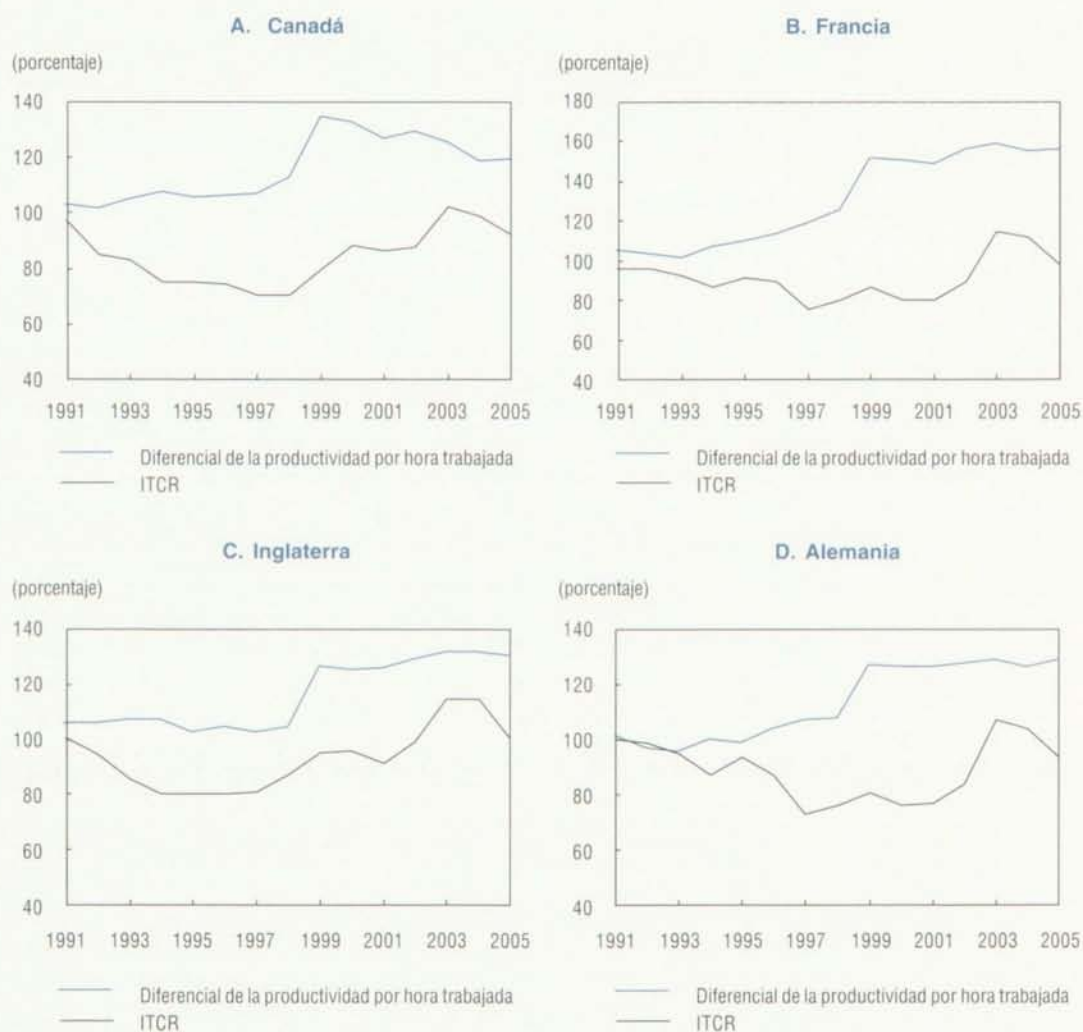 A. Canadá
(porcentaje)
140
120
100
80
60
40
1991 1993 1995 1997 1999 2001 2003 2005
Diferencial de la productividad por hora trabajada
ITCR
B. Francia
(porcentaje)
180
160
140
120
100
80
60
40
1991 1993 1995 1997 1999 2001 2003 2005
Diferencial de la productividad por hora trabajada
ITCR
C. Inglaterra
(porcentaje)
140
120
100
80
60
40
1991 1993 1995 1997 1999 2001 2003 2005
Diferencial de la productividad por hora trabajada
ITCR
D. Alemania
(porcentaje)
140
120
100
80
60
40
1991 1993 1995 1997 1999 2001 2003 2005
Diferencial de la productividad por hora trabajada
ITCR